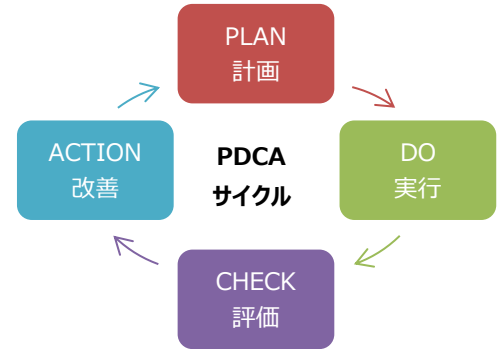 PLAN
計画
ACTION
改善
PDCA
サイクル
DO
実行
CHECK
評価